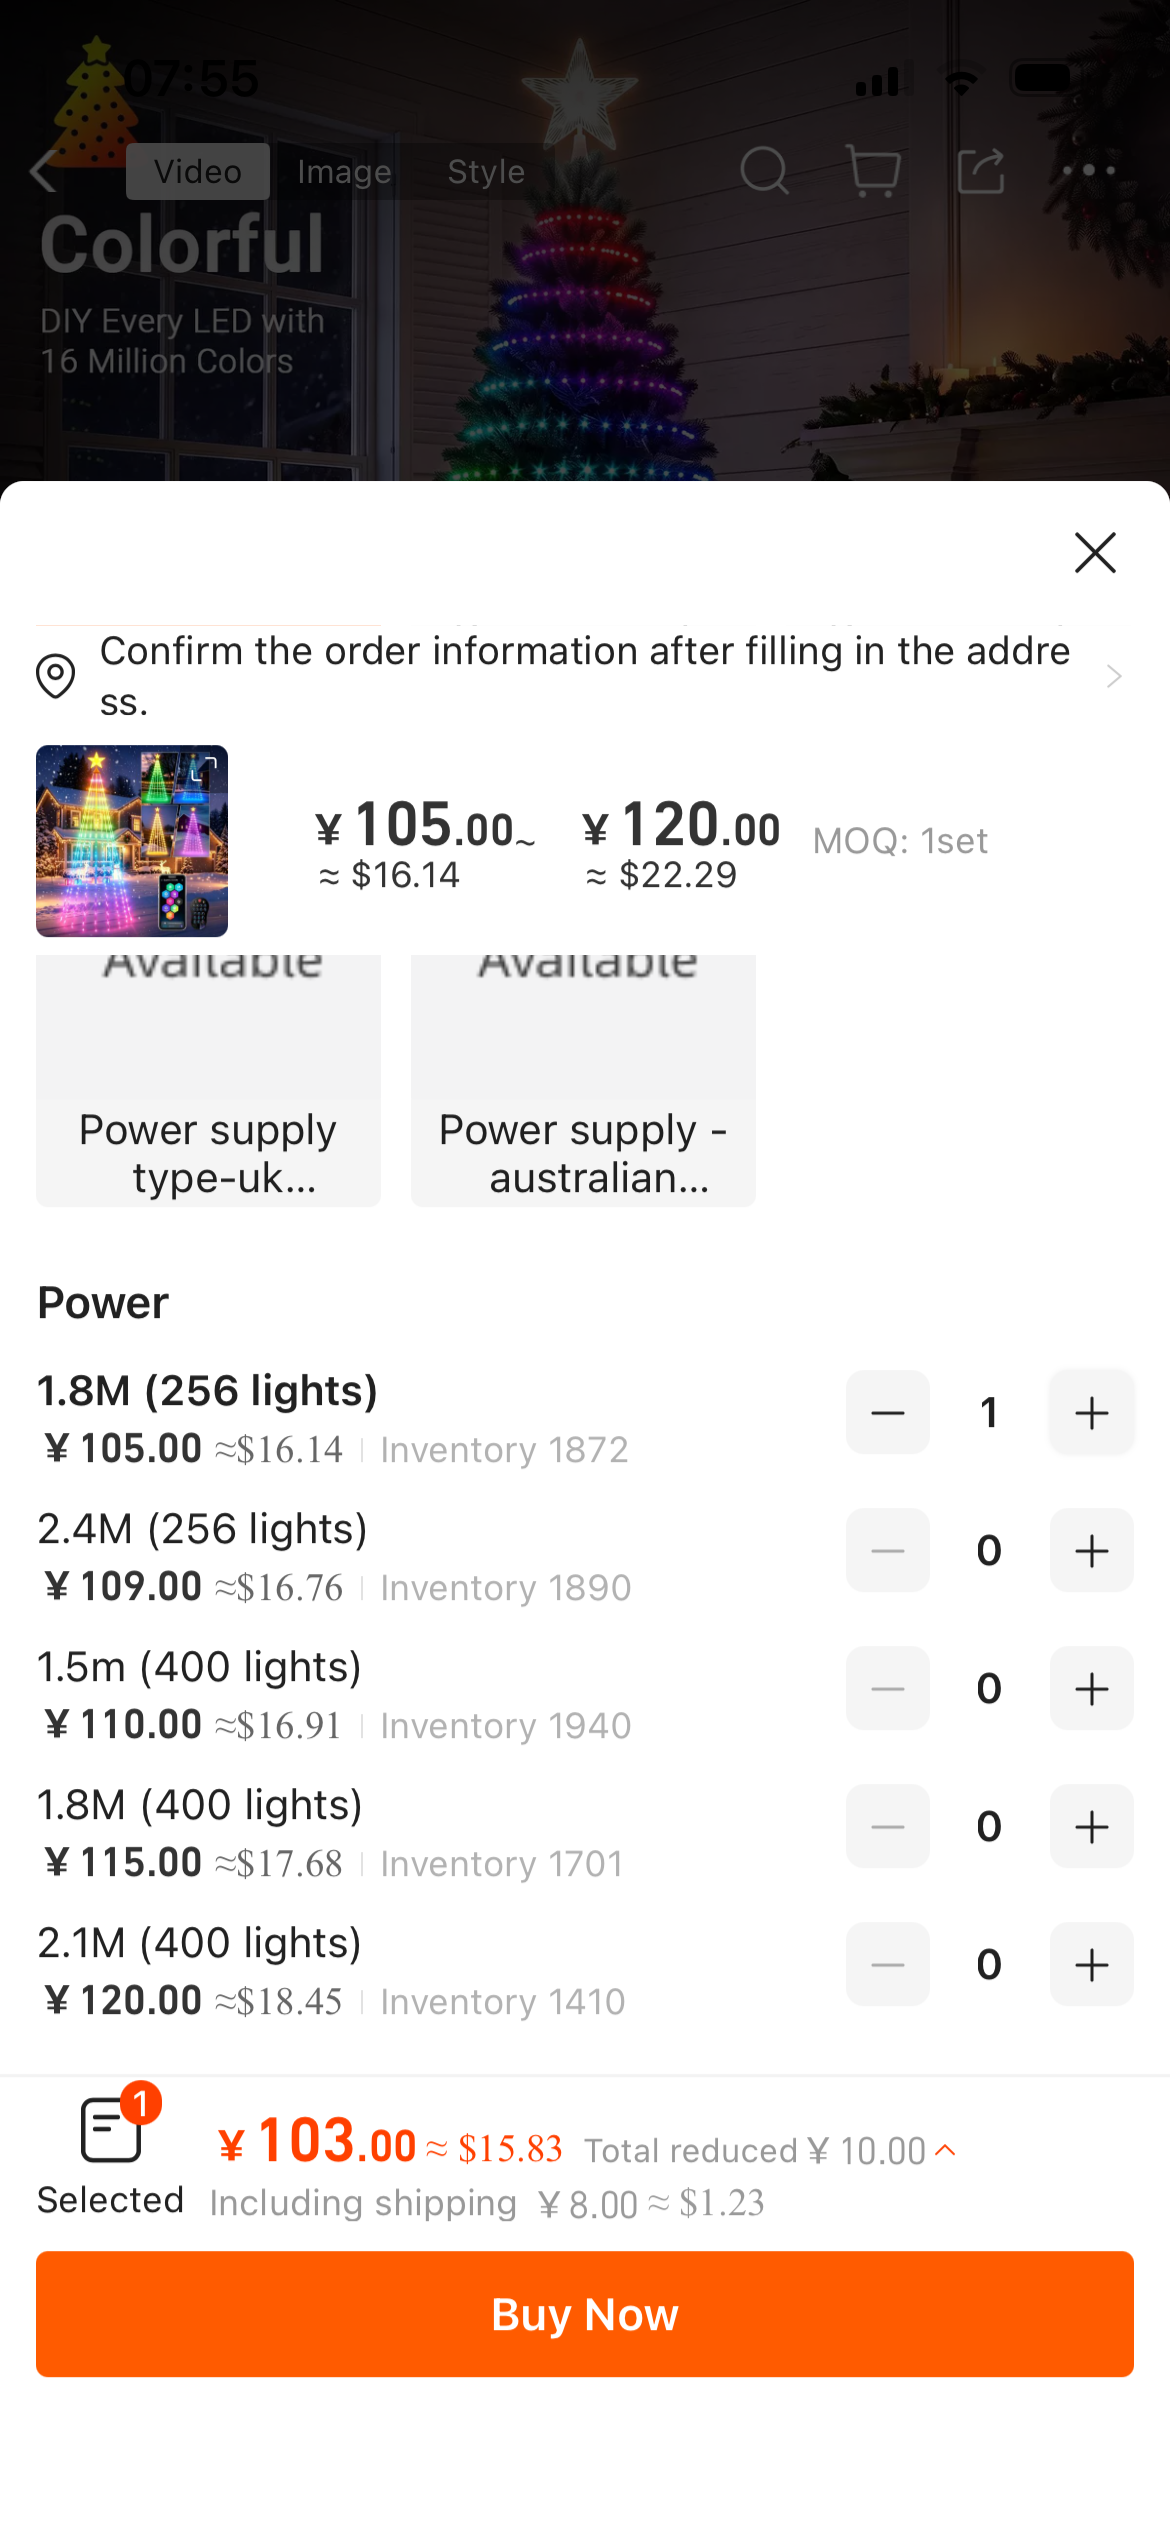 07:55
Video Image Style
Colorful
DIY Every LED with
16 Million Colors
Confirm the order information after filling in the addre
ss.
¥ 105.00~ ¥ 120.00 MOQ: 1set
≈ $16.14 ≈ $22.29
Available Available
Power supply
type-uk...
Power supply -
australian...
Power
1.8M (256 lights)
¥ 105.00 ≈$16.14 | Inventory 1872
1
2.4M (256 lights)
¥ 109.00 ≈$16.76 | Inventory 1890
0
1.5m (400 lights)
¥ 110.00 ≈$16.91 | Inventory 1940
0
1.8M (400 lights)
¥ 115.00 ≈$17.68 | Inventory 1701
0
2.1M (400 lights)
¥ 120.00 ≈$18.45 | Inventory 1410
0
1
Selected
¥ 103.00 ≈ $15.83 Total reduced ¥ 10.00
Including shipping ¥ 8.00 ≈ $1.23
Buy Now